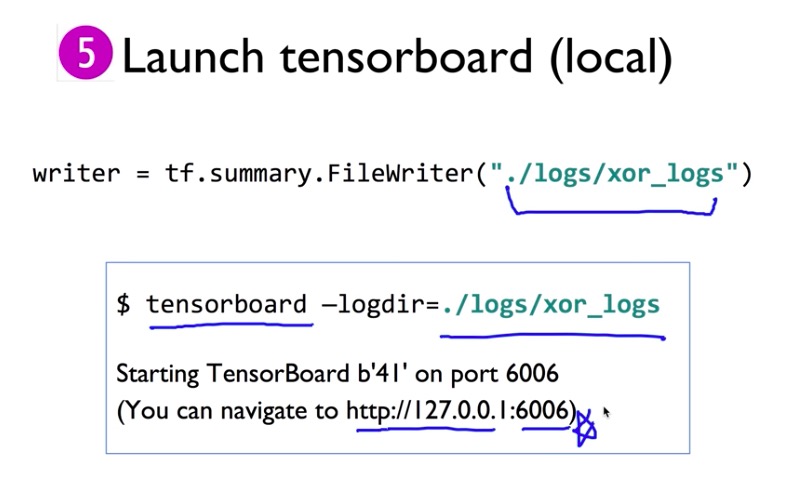 5 Launch tensorboard (local)
writer = tf.summary.FileWriter("./logs/xor_logs")
$ tensorboard –logdir=./logs/xor_logs
Starting TensorBoard b'41' on port 6006
(You can navigate to http://127.0.0.1:6006)